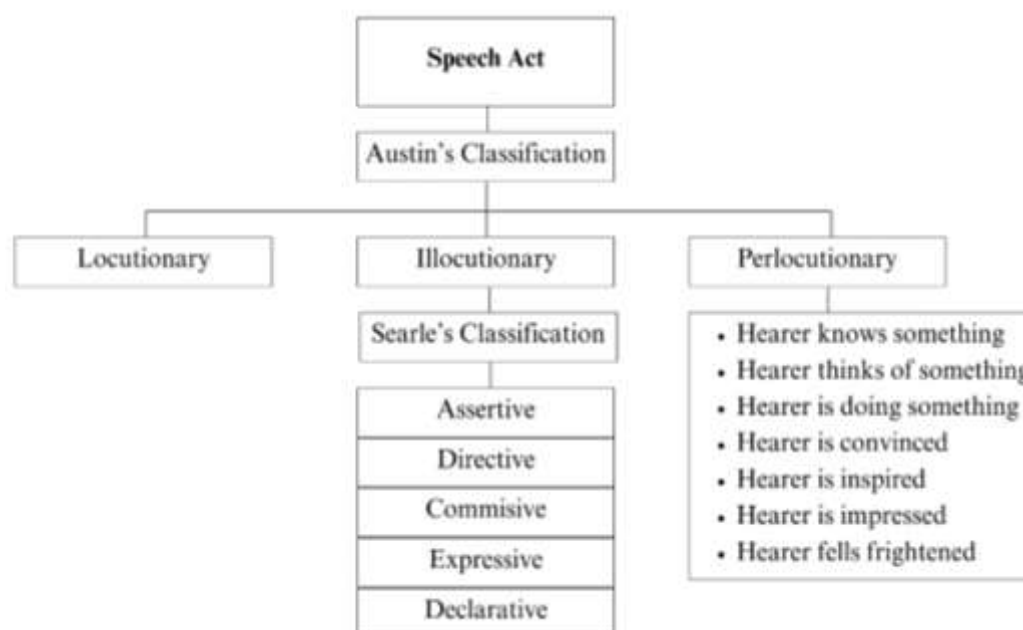 Speech Act
Austin's Classification
Locutionary
Illocutionary
Perlocutionary
Searle's Classification
Assertive
Directive
Commisive
Expressive
Declarative
• Hearer knows something
• Hearer thinks of something
• Hearer is doing something
• Hearer is convinced
• Hearer is inspired
• Hearer is impressed
• Hearer fells frightened